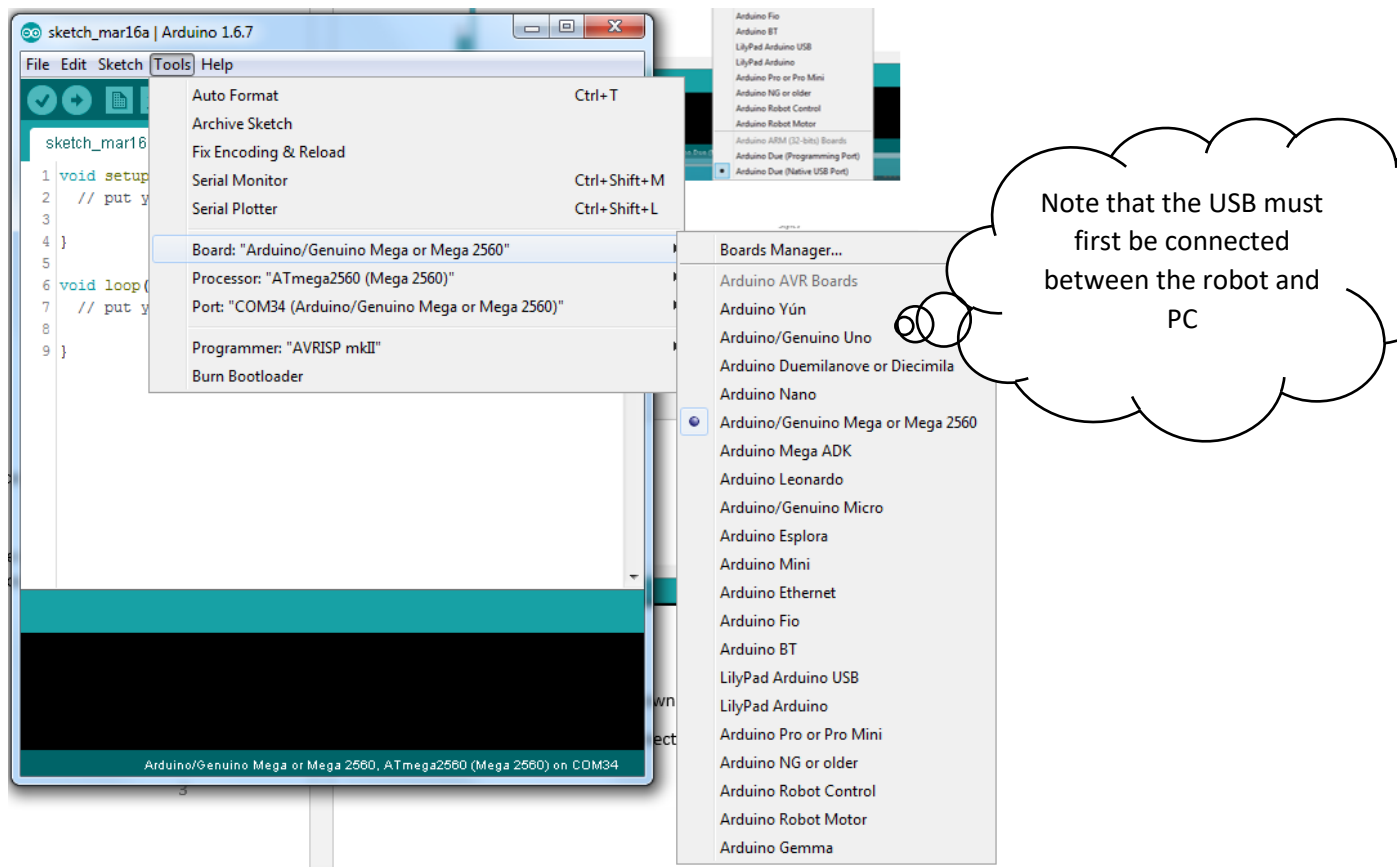 sketch_mar16a | Arduino 1.6.7
File Edit Sketch Tools Help
sketch_mar16
1 void setup
2 // put y
3
4 }
5
6 void loop(
7 // put y
8
9 }
Auto Format Ctrl+T
Archive Sketch
Fix Encoding & Reload
Serial Monitor Ctrl+Shift+M
Serial Plotter Ctrl+Shift+L
Board: "Arduino/Genuino Mega or Mega 2560"
Processor: "ATmega2560 (Mega 2560)"
Port: "COM34 (Arduino/Genuino Mega or Mega 2560)"
Programmer: "AVRISP mkII"
Burn Bootloader
Arduino/Genuino Mega or Mega 2560, ATmega2560 (Mega 2560) on COM34
3
wn
ect
Arduino Fio
Arduino BT
LilyPad Arduino USB
LilyPad Arduino
Arduino Pro or Pro Mini
Arduino NG or older
Arduino Robot Control
Arduino Robot Motor
Arduino ARM (32-bits) Boards
Arduino Due (Programming Port)
Arduino Due (Native USB Port)
Boards Manager...
Arduino AVR Boards
Arduino Yún
Arduino/Genuino Uno
Arduino Duemilanove or Diecimila
Arduino Nano
Arduino/Genuino Mega or Mega 2560
Arduino Mega ADK
Arduino Leonardo
Arduino/Genuino Micro
Arduino Esplora
Arduino Mini
Arduino Ethernet
Arduino Fio
Arduino BT
LilyPad Arduino USB
LilyPad Arduino
Arduino Pro or Pro Mini
Arduino NG or older
Arduino Robot Control
Arduino Robot Motor
Arduino Gemma
Note that the USB must
first be connected
between the robot and
PC